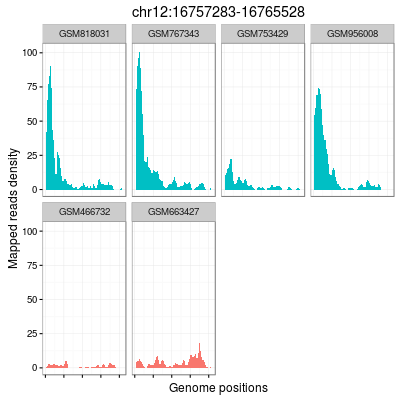 chr12:16757283-16765528
GSM818031 GSM767343 GSM753429 GSM956008
100
75
50
25
0
GSM466732 GSM663427
100
75
50
25
0
Mapped reads density
Genome positions